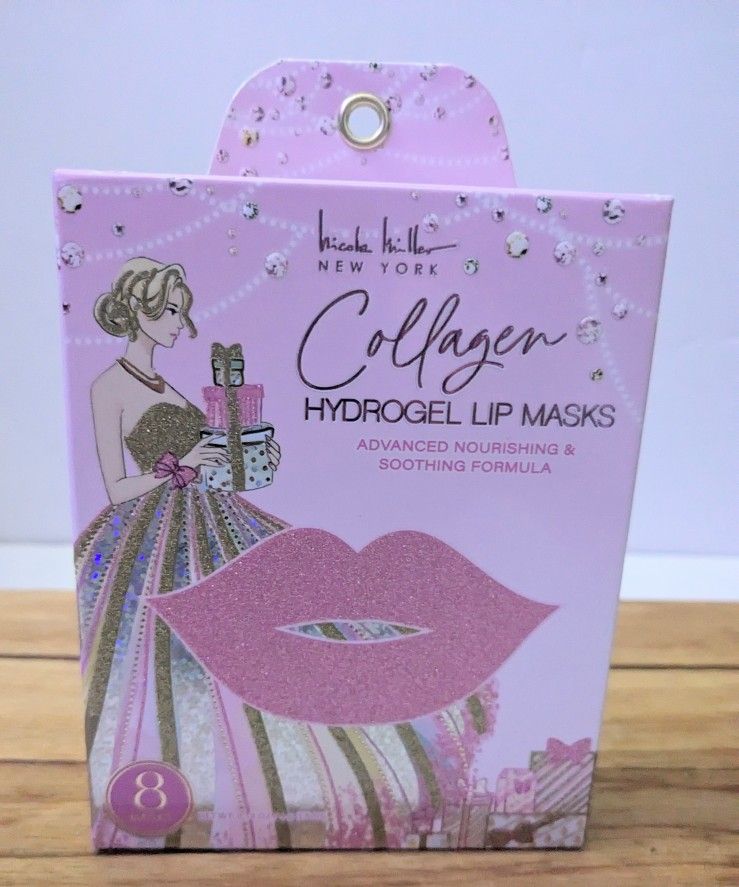 Nicole Miller
NEW YORK
Collagen
HYDROGEL LIP MASKS
ADVANCED NOURISHING &
SOOTHING FORMULA
8